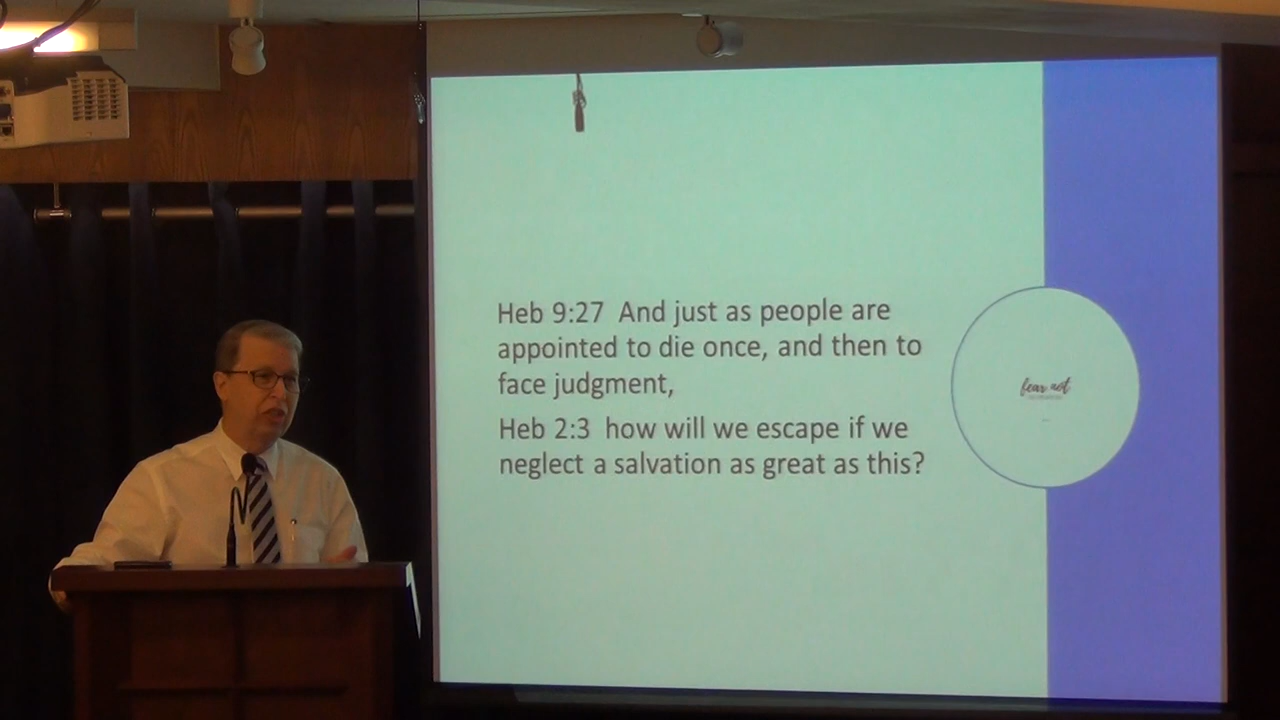 Heb 9:27  And just as people are
appointed to die once, and then to
face judgment,
Heb 2:3  how will we escape if we
neglect a salvation as great as this?
fear not